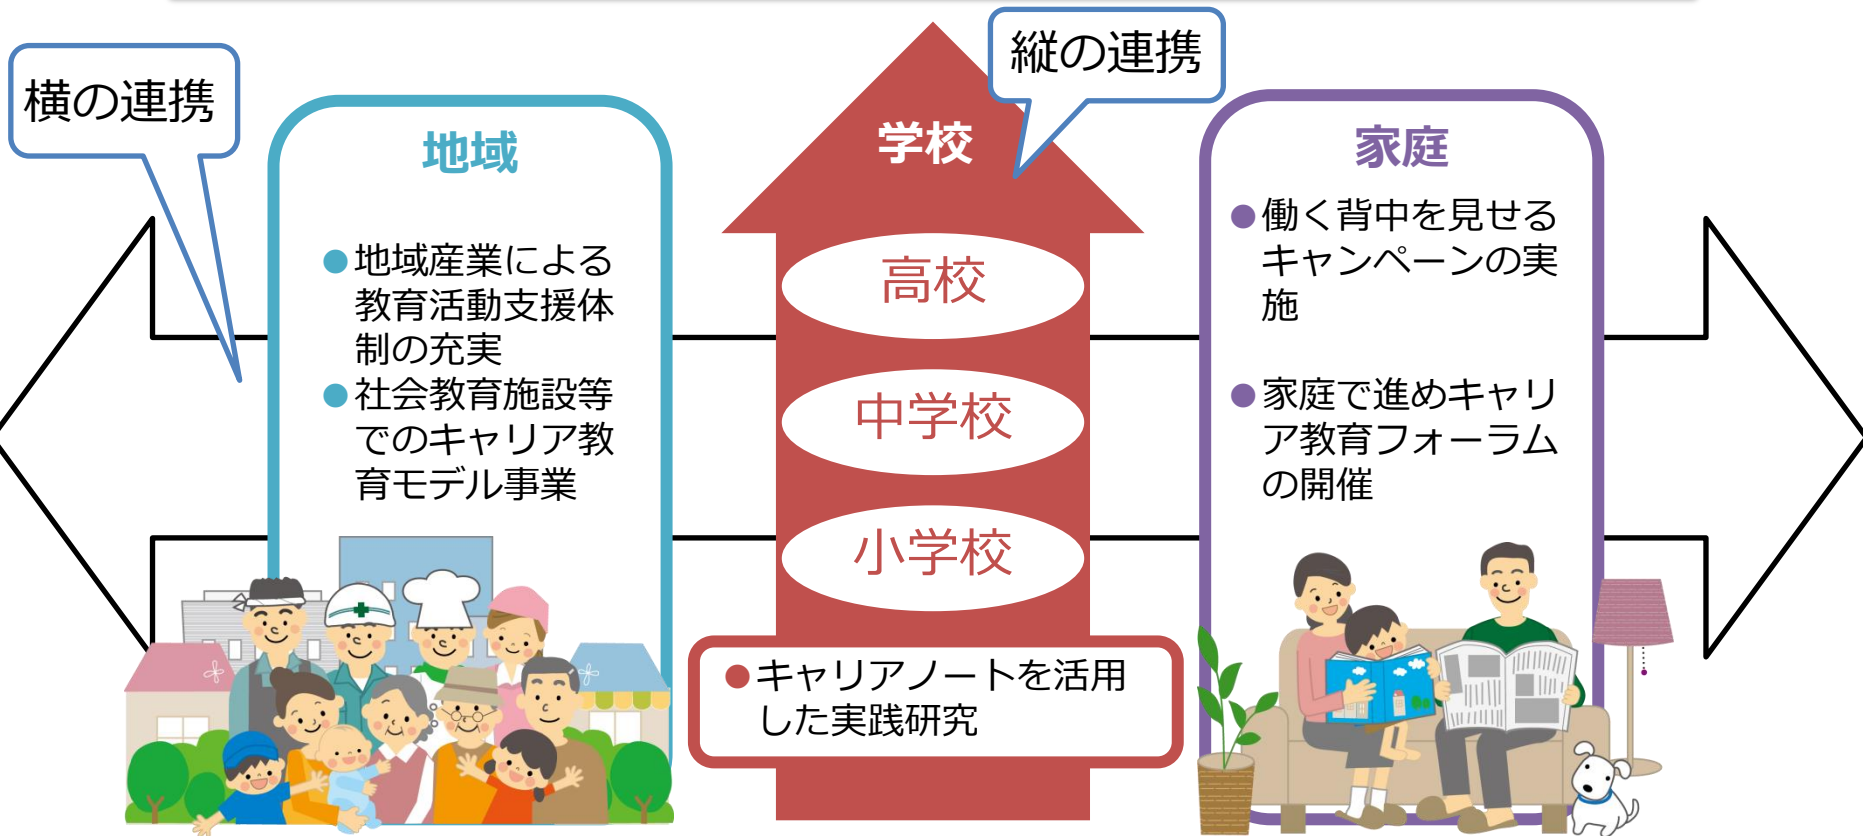 横の連携
縦の連携
地域
●地域産業による
教育活動支援体
制の充実
●社会教育施設等
でのキャリア教
育モデル事業
学校
高校
中学校
小学校
●キャリアノートを活用
した実践研究
家庭
●働く背中を見せる
キャンペーンの実
施
●家庭で進めキャリ
ア教育フォーラム
の開催